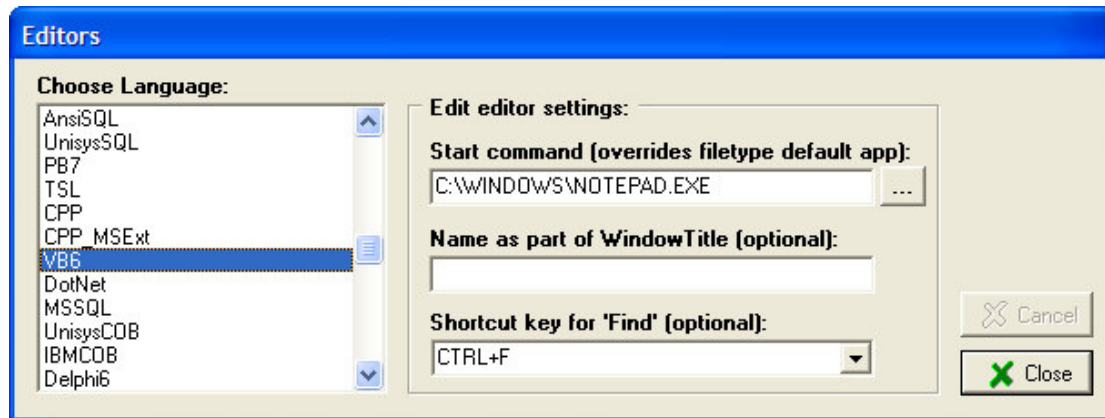 Editors
Choose Language:
AnsiSQL
UnisysSQL
PB7
TSL
CPP
CPP_MSExt
VB6
DotNet
MSSQL
UnisysCOB
IBMCOB
Delphi6
Edit editor settings:
Start command (overrides filetype default app):
C:\WINDOWS\NOTEPAD.EXE
...
Name as part of WindowTitle (optional):
Shortcut key for 'Find' (optional):
CTRL+F
Cancel
Close